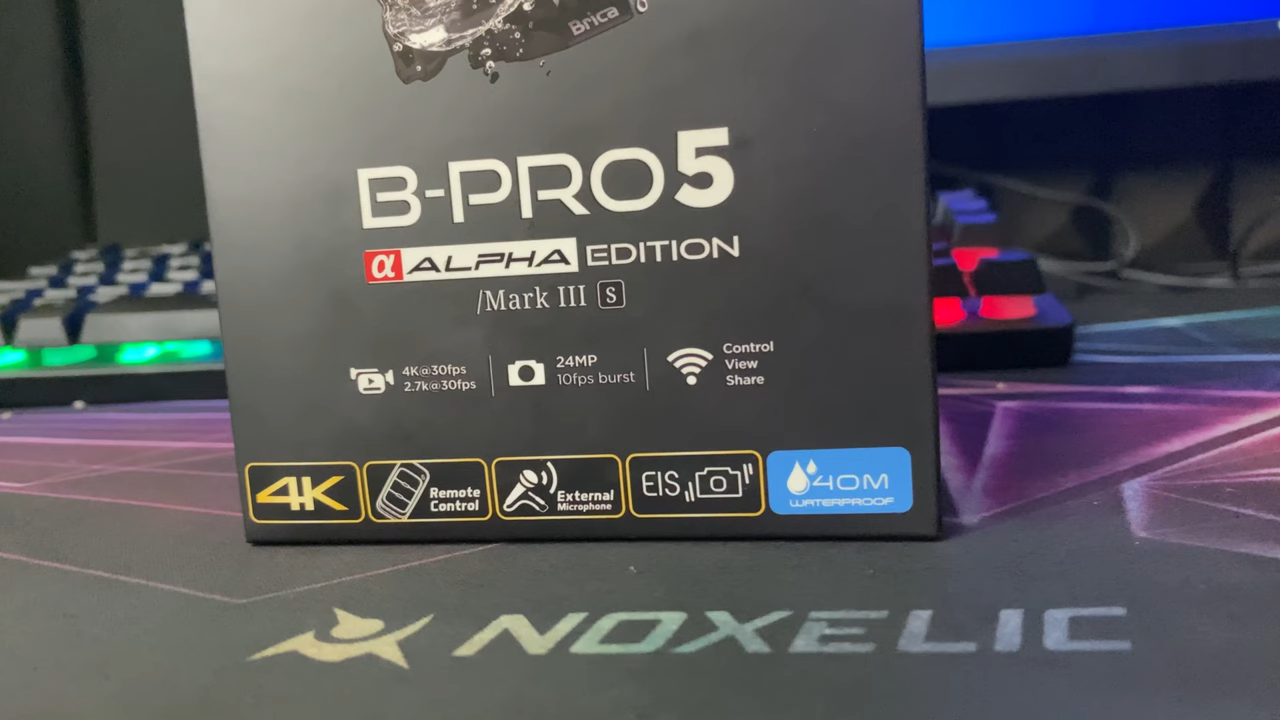 Brica
B-PRO5
α ALPHA EDITION
/Mark III S
4K@30fps
2.7k@30fps
24MP
10fps burst
Control
View
Share
4K
Remote
Control
External
Microphone
EIS
40M
WATERPROOF
NOXELIC